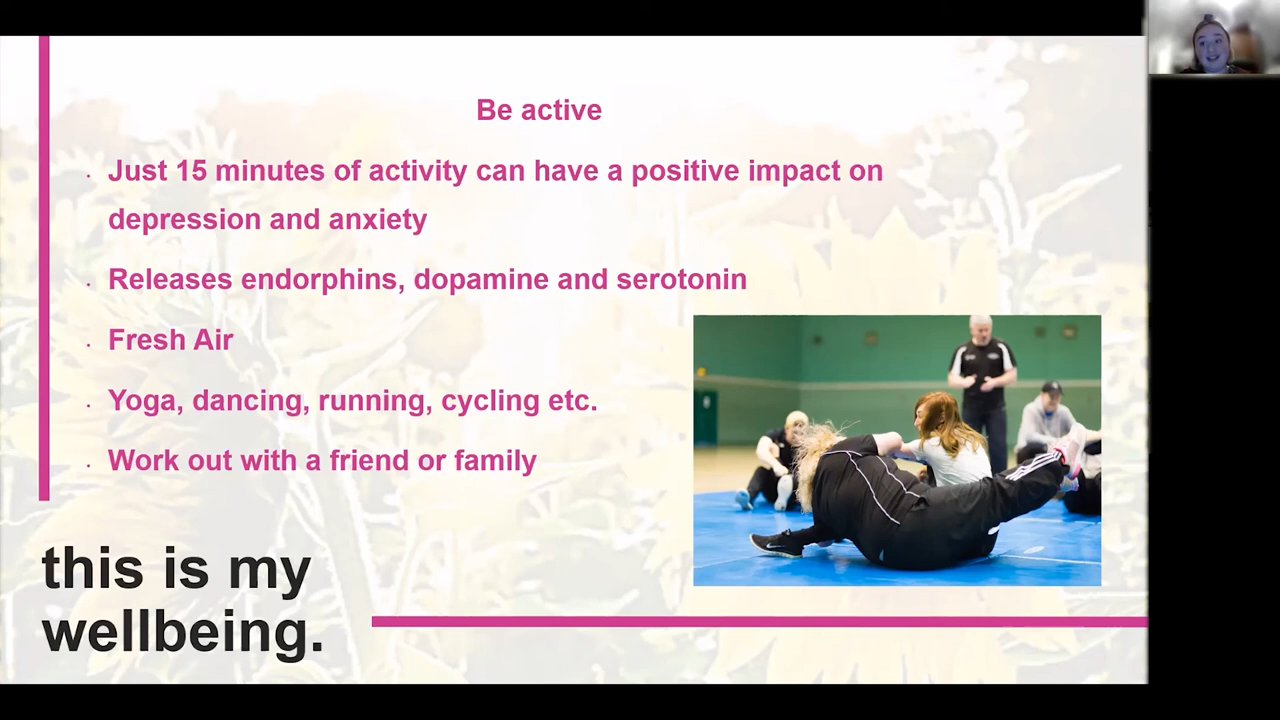 Be active
· Just 15 minutes of activity can have a positive impact on
depression and anxiety
· Releases endorphins, dopamine and serotonin
· Fresh Air
· Yoga, dancing, running, cycling etc.
· Work out with a friend or family
this is my
wellbeing.